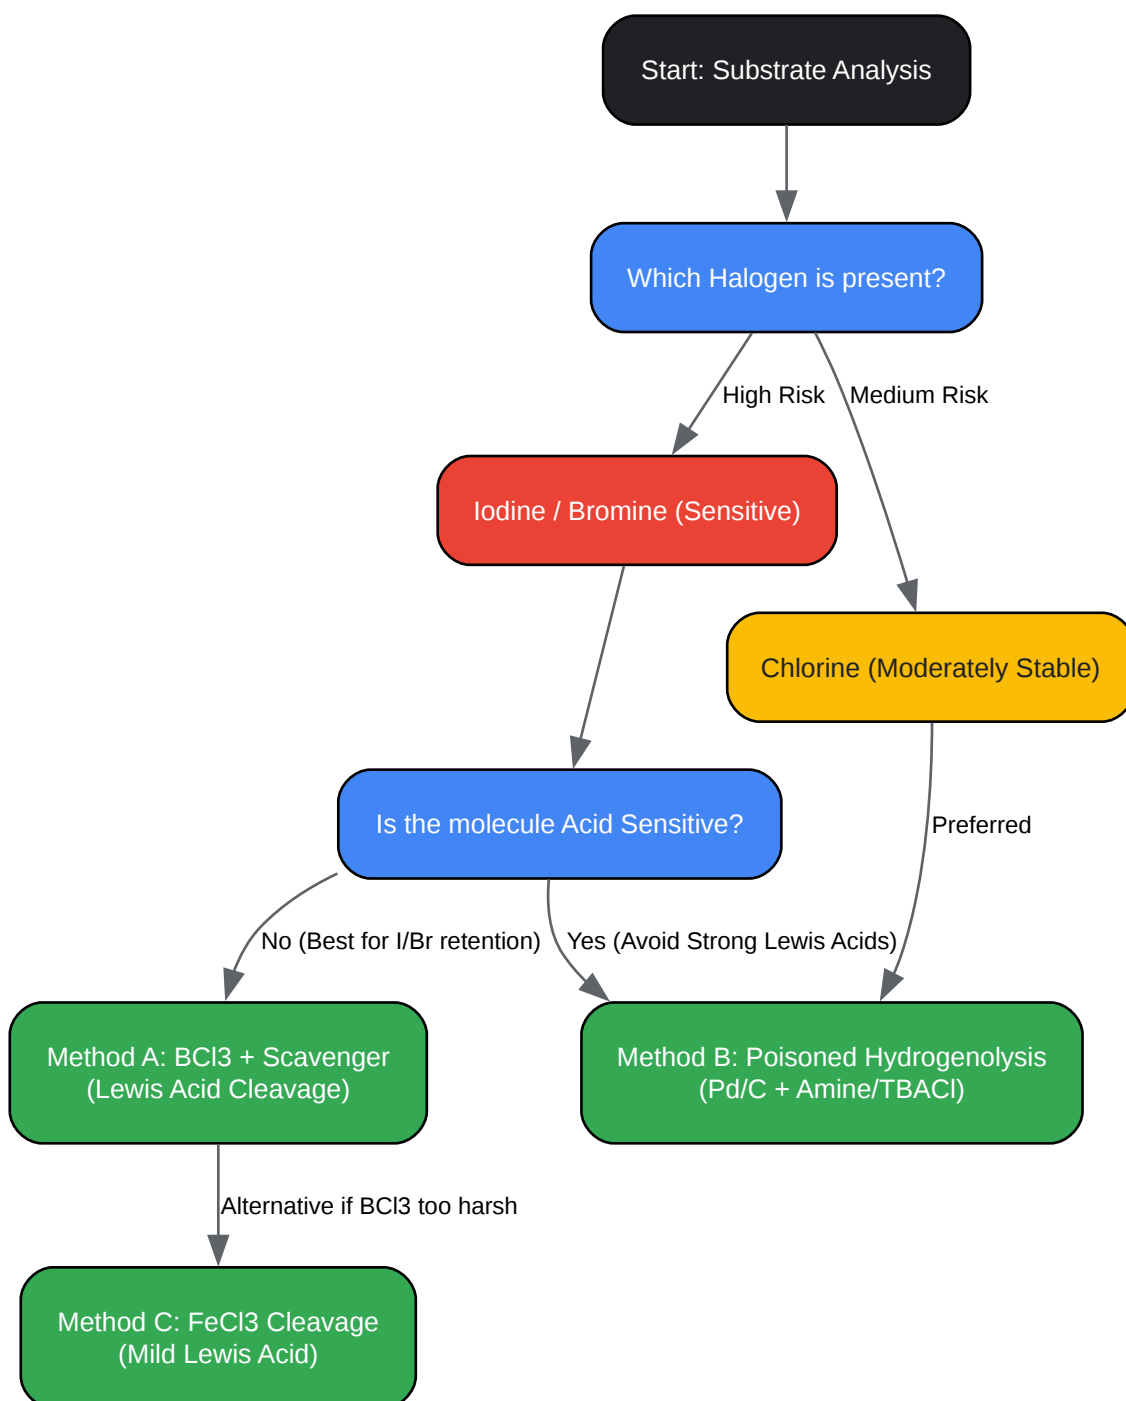 Start: Substrate Analysis
Which Halogen is present?
High Risk
Medium Risk
Iodine / Bromine (Sensitive)
Chlorine (Moderately Stable)
Is the molecule Acid Sensitive?
Preferred
No (Best for I/Br retention)
Yes (Avoid Strong Lewis Acids)
Method A: BCl3 + Scavenger
(Lewis Acid Cleavage)
Method B: Poisoned Hydrogenolysis
(Pd/C + Amine/TBACl)
Alternative if BCl3 too harsh
Method C: FeCl3 Cleavage
(Mild Lewis Acid)